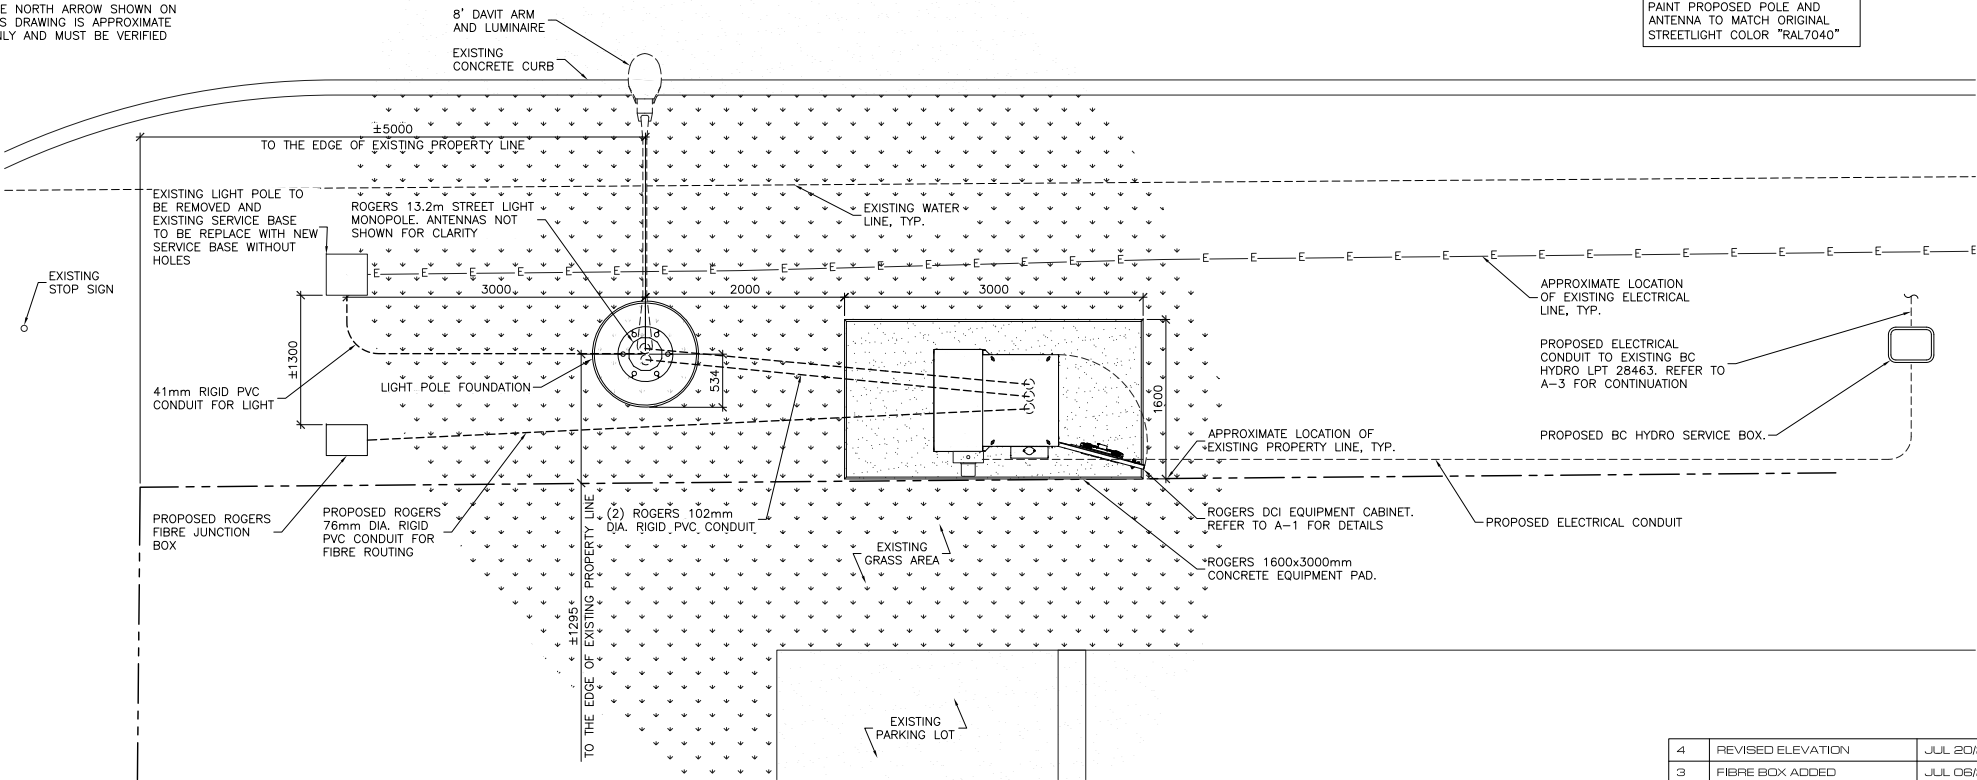 E NORTH ARROW SHOWN ON
S DRAWING IS APPROXIMATE
LY AND MUST BE VERIFIED
8' DAVIT ARM
AND LUMINAIRE
EXISTING
CONCRETE CURB
PAINT PROPOSED POLE AND
ANTENNA TO MATCH ORIGINAL
STREETLIGHT COLOR "RAL7040"
±5000
TO THE EDGE OF EXISTING PROPERTY LINE
EXISTING LIGHT POLE TO
BE REMOVED AND
EXISTING SERVICE BASE
TO BE REPLACE WITH NEW
SERVICE BASE WITHOUT
HOLES
ROGERS 13.2m STREET LIGHT
MONOPOLE. ANTENNAS NOT
SHOWN FOR CLARITY
EXISTING WATER
LINE, TYP.
EXISTING
STOP SIGN
E E E E E E E E E E E E E E E E E E E E E E E E E E E E E E E E E E E E
APPROXIMATE LOCATION
OF EXISTING ELECTRICAL
LINE, TYP.
3000
2000
3000
±1300
534
1600
41mm RIGID PVC
CONDUIT FOR LIGHT
LIGHT POLE FOUNDATION
PROPOSED ELECTRICAL
CONDUIT TO EXISTING BC
HYDRO LPT 28463. REFER TO
A-3 FOR CONTINUATION
PROPOSED BC HYDRO SERVICE BOX.
APPROXIMATE LOCATION OF
EXISTING PROPERTY LINE, TYP.
PROPOSED ROGERS
FIBRE JUNCTION
BOX
PROPOSED ROGERS
76mm DIA. RIGID
PVC CONDUIT FOR
FIBRE ROUTING
(2) ROGERS 102mm
DIA. RIGID PVC CONDUIT
ROGERS DCI EQUIPMENT CABINET.
REFER TO A-1 FOR DETAILS
PROPOSED ELECTRICAL CONDUIT
EXISTING
GRASS AREA
ROGERS 1600x3000mm
CONCRETE EQUIPMENT PAD.
±1295
TO THE EDGE OF EXISTING PROPERTY LINE
EXISTING
PARKING LOT
4 REVISED ELEVATION JUL 20/
3 FIBRE BOX ADDED JUL 06/